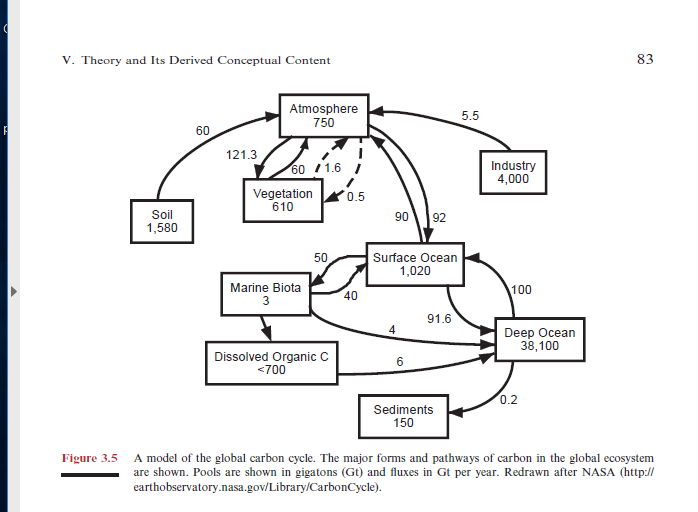 V. Theory and Its Derived Conceptual Content 83
Atmosphere
750
5.5
60
121.3
60
1.6
Industry
4,000
Vegetation
610
0.5
Soil
1,580
90
92
50
Surface Ocean
1,020
Marine Biota
3
40
100
91.6
4
Deep Ocean
38,100
Dissolved Organic C
<700
6
0.2
Sediments
150
Figure 3.5 A model of the global carbon cycle. The major forms and pathways of carbon in the global ecosystem
are shown. Pools are shown in gigatons (Gt) and fluxes in Gt per year. Redrawn after NASA (http://
earthobservatory.nasa.gov/Library/CarbonCycle).